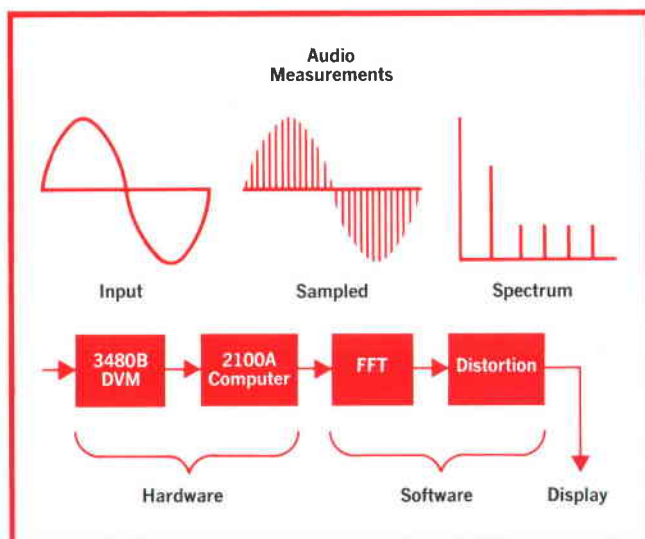 Audio
Measurements
Input
Sampled
Spectrum
3480B
DVM
2100A
Computer
FFT
Distortion
Hardware
Software
Display